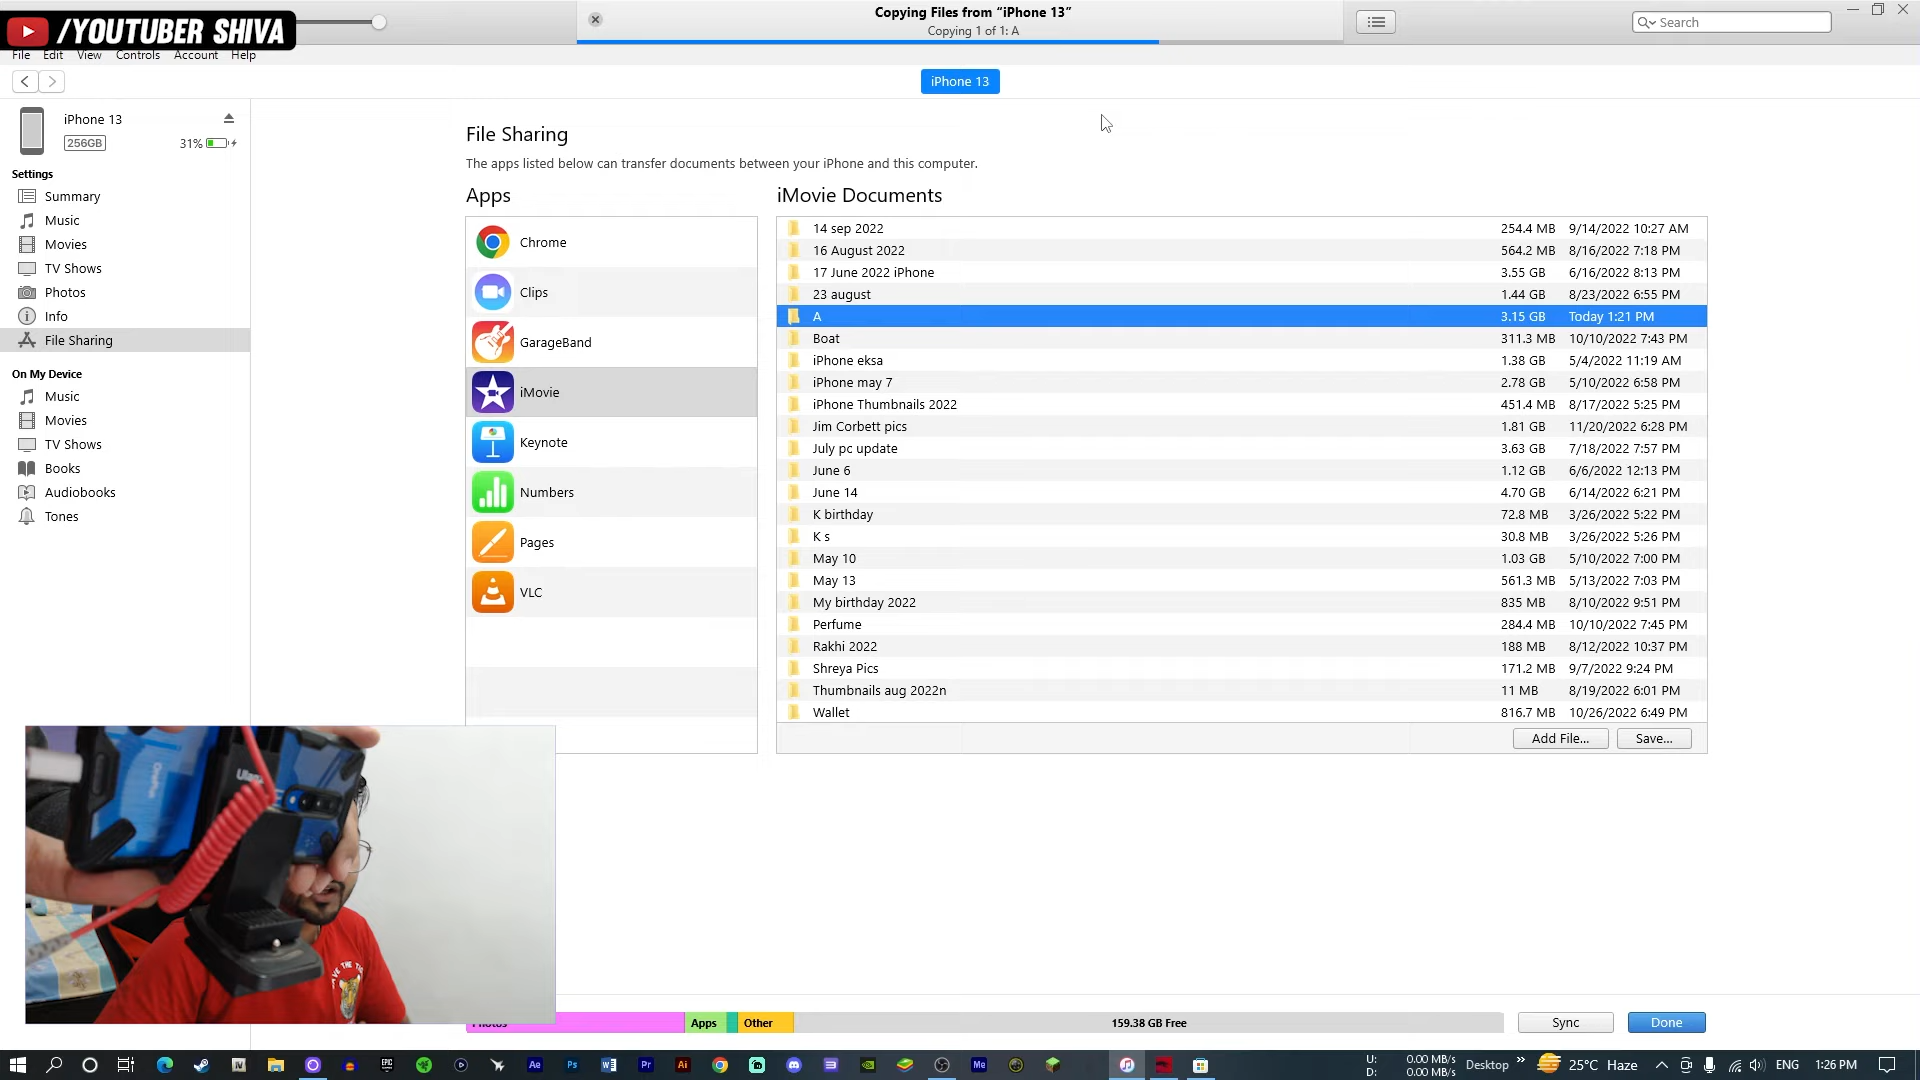 /YOUTUBER SHIVA
Copying Files from “iPhone 13”
Copying 1 of 1: A
Search
File Edit View Controls Account Help
iPhone 13
iPhone 13
256GB
31%
Settings
Summary
Music
Movies
TV Shows
Photos
Info
File Sharing
On My Device
Music
Movies
TV Shows
Books
Audiobooks
Tones
File Sharing
The apps listed below can transfer documents between your iPhone and this computer.
Apps
Chrome
Clips
GarageBand
iMovie
Keynote
Numbers
Pages
VLC
iMovie Documents
14 sep 2022 254.4 MB 9/14/2022 10:27 AM
16 August 2022 564.2 MB 8/16/2022 7:18 PM
17 June 2022 iPhone 3.55 GB 6/16/2022 8:13 PM
23 august 1.44 GB 8/23/2022 6:55 PM
A 3.15 GB Today 1:21 PM
Boat 311.3 MB 10/10/2022 7:43 PM
iPhone eksa 1.38 GB 5/4/2022 11:19 AM
iPhone may 7 2.78 GB 5/10/2022 6:58 PM
iPhone Thumbnails 2022 451.4 MB 8/17/2022 5:25 PM
Jim Corbett pics 1.81 GB 11/20/2022 6:28 PM
July pc update 3.63 GB 7/18/2022 7:57 PM
June 6 1.12 GB 6/6/2022 12:13 PM
June 14 4.70 GB 6/14/2022 6:21 PM
K birthday 72.8 MB 3/26/2022 5:22 PM
K s 30.8 MB 3/26/2022 5:26 PM
May 10 1.03 GB 5/10/2022 7:00 PM
May 13 561.3 MB 5/13/2022 7:03 PM
My birthday 2022 835 MB 8/10/2022 9:51 PM
Perfume 284.4 MB 10/10/2022 7:45 PM
Rakhi 2022 188 MB 8/12/2022 10:37 PM
Shreya Pics 171.2 MB 9/7/2022 9:24 PM
Thumbnails aug 2022n 11 MB 8/19/2022 6:01 PM
Wallet 816.7 MB 10/26/2022 6:49 PM
Add File... Save...
OnePlus
Photos Apps Other 159.38 GB Free Sync Done
EPIC Ae Ps W Pr Ai Me
U: 0.00 MB/s
D: 0.00 MB/s
Desktop » 25°C Haze ENG 1:26 PM